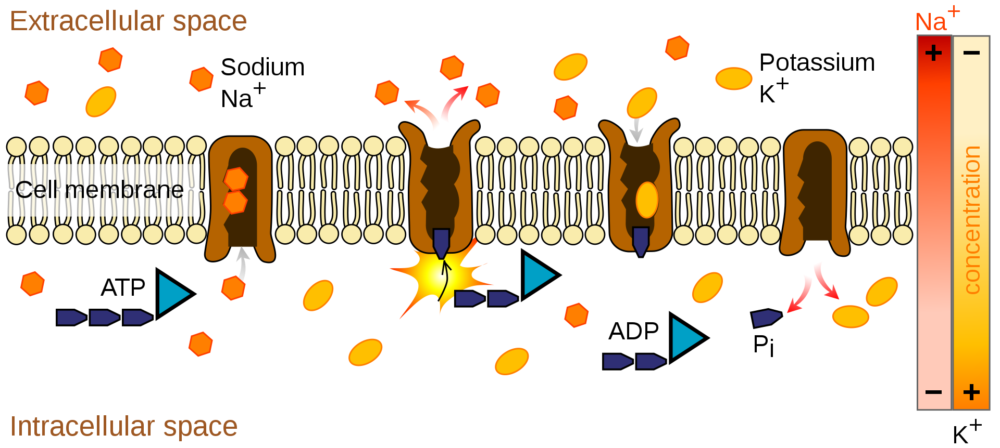 Extracellular space
Na⁺
+
−
Sodium
Na⁺
Potassium
K⁺
Cell membrane
concentration
ATP
ADP
Pi
−
+
Intracellular space
K⁺